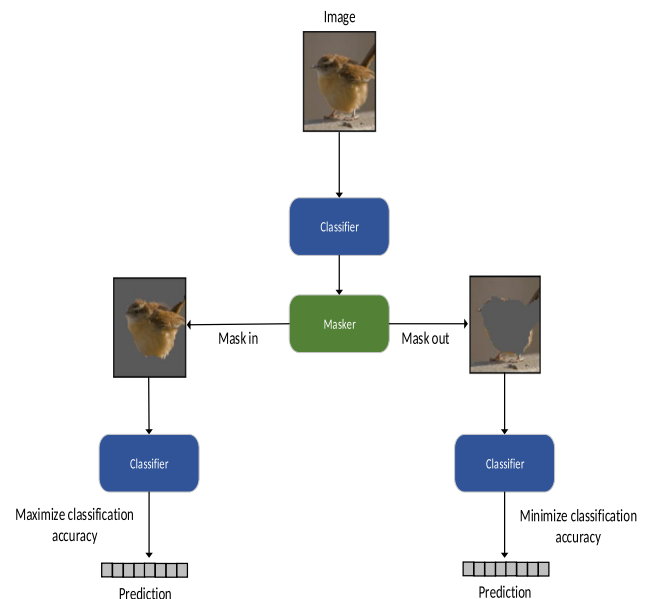 Image
Classifier
Masker
Mask in
Mask out
Classifier
Classifier
Maximize classification
accuracy
Minimize classification
accuracy
Prediction
Prediction